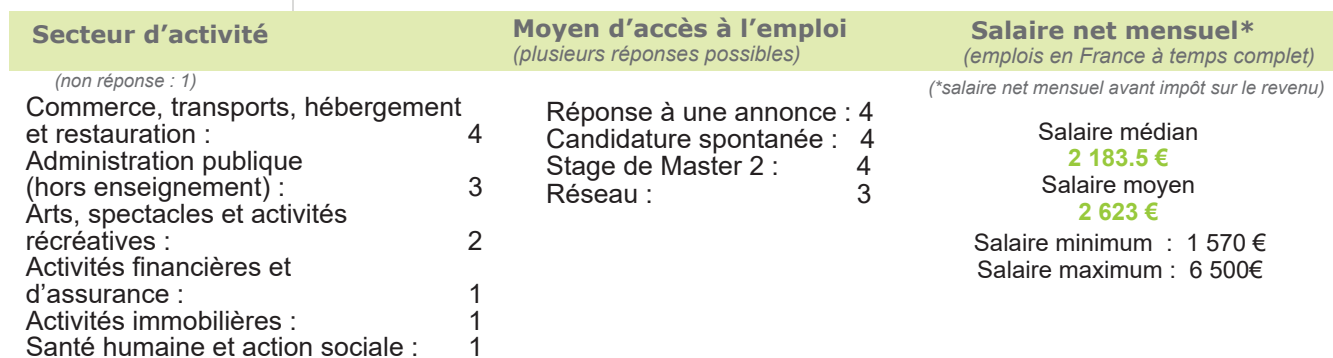 Secteur d'activité
(non réponse : 1)
Commerce, transports, hébergement
et restauration : 4
Administration publique
(hors enseignement) : 3
Arts, spectacles et activités
récréatives : 2
Activités financières et
d'assurance : 1
Activités immobilières : 1
Santé humaine et action sociale : 1
Moyen d'accès à l'emploi
(plusieurs réponses possibles)
Réponse à une annonce : 4
Candidature spontanée : 4
Stage de Master 2 : 4
Réseau : 3
Salaire net mensuel*
(emplois en France à temps complet)
(*salaire net mensuel avant impôt sur le revenu)
Salaire médian
2 183.5 €
Salaire moyen
2 623 €
Salaire minimum : 1 570 €
Salaire maximum : 6 500€